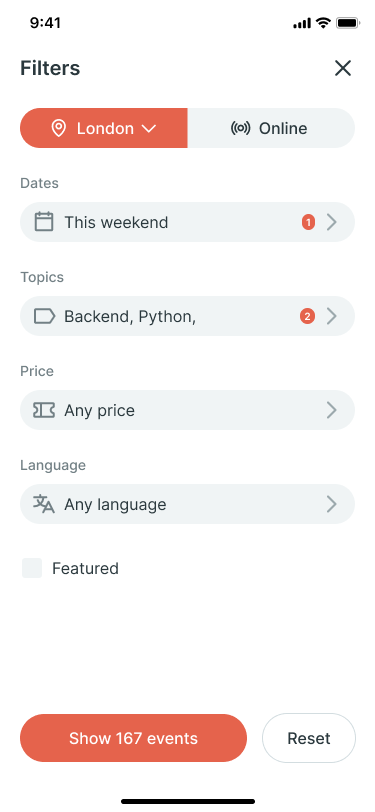 9:41
Filters
London
Online
Dates
This weekend
1
Topics
Backend, Python,
2
Price
Any price
Language
Any language
Featured
Show 167 events
Reset